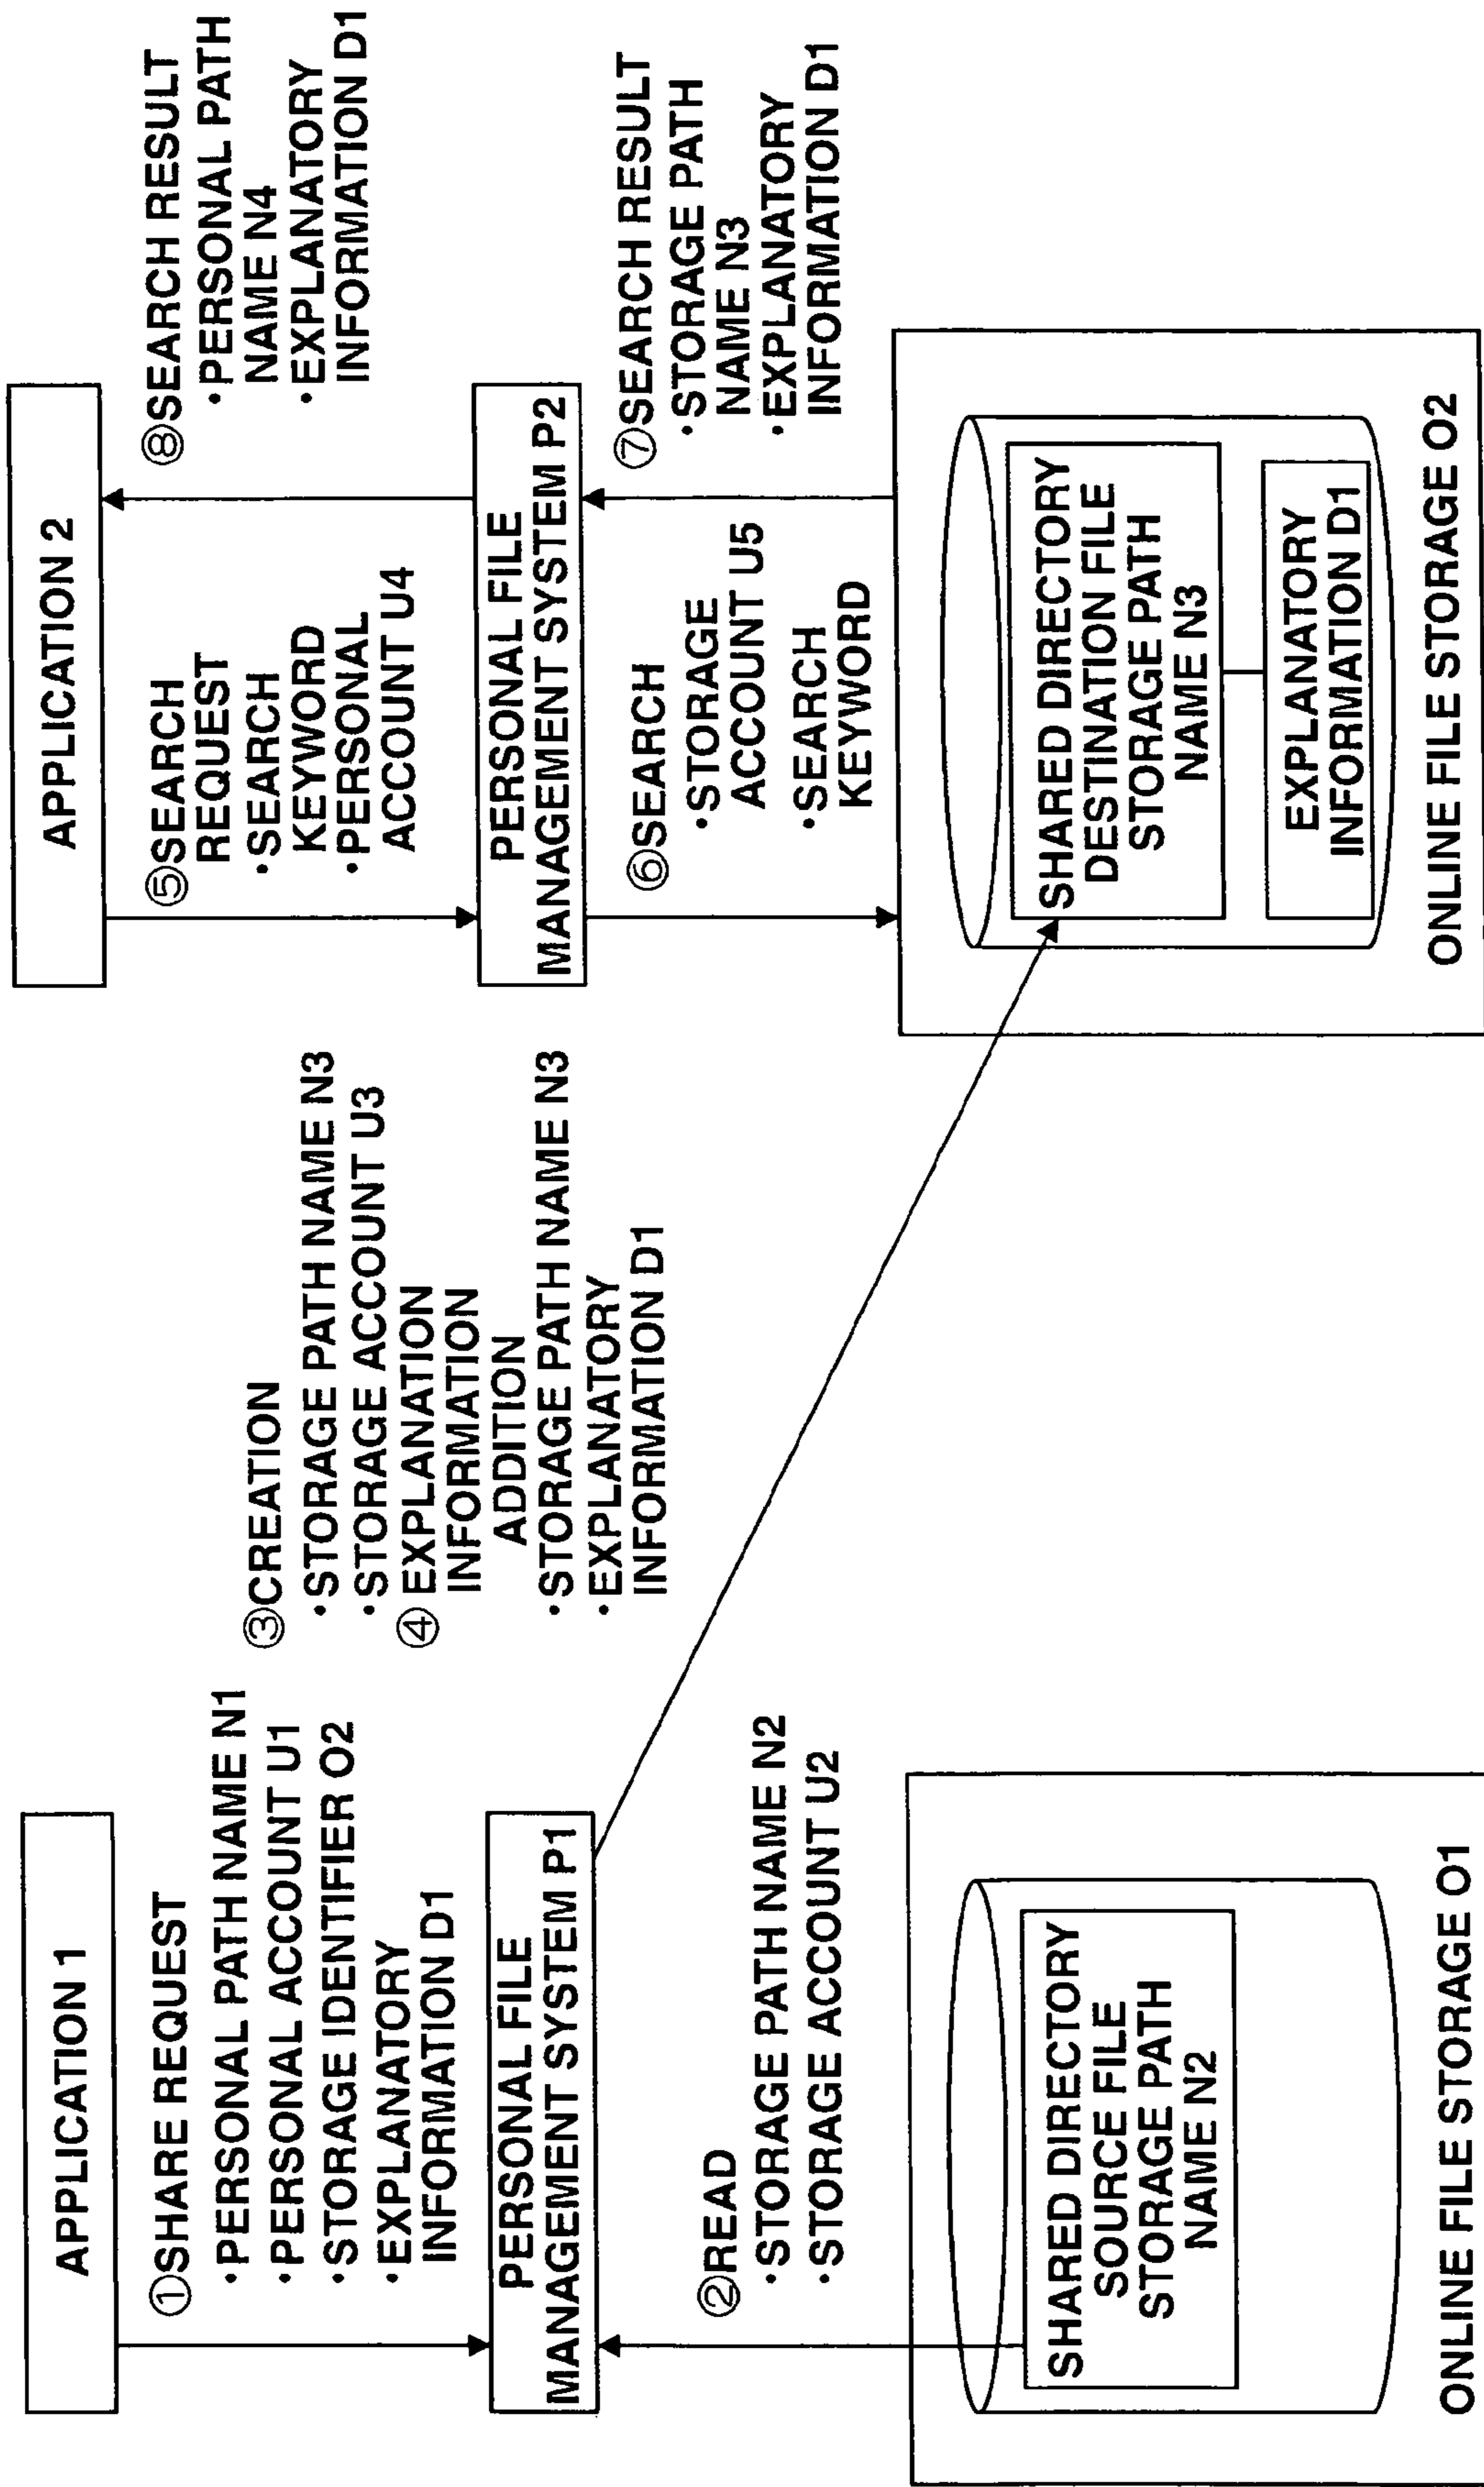 APPLICATION 1
①SHARE REQUEST
・PERSONAL PATH NAME N1
・PERSONAL ACCOUNT U1
・STORAGE IDENTIFIER O2
・EXPLANATORY
INFORMATION D1
PERSONAL FILE
MANAGEMENT SYSTEM P1
②READ
・STORAGE PATH NAME N2
・STORAGE ACCOUNT U2
SHARED DIRECTORY
SOURCE FILE
STORAGE PATH
NAME N2
ONLINE FILE STORAGE O1
③CREATION
・STORAGE PATH NAME N3
・STORAGE ACCOUNT U3
④EXPLANATION
INFORMATION
ADDITION
・STORAGE PATH NAME N3
・EXPLANATORY
INFORMATION D1
APPLICATION 2
⑤SEARCH
REQUEST
・SEARCH
KEYWORD
・PERSONAL
ACCOUNT U4
⑧SEARCH RESULT
・PERSONAL PATH
NAME N4
・EXPLANATORY
INFORMATION D1
PERSONAL FILE
MANAGEMENT SYSTEM P2
⑥SEARCH
・STORAGE
ACCOUNT U5
・SEARCH
KEYWORD
⑦SEARCH RESULT
・STORAGE PATH
NAME N3
・EXPLANATORY
INFORMATION D1
SHARED DIRECTORY
DESTINATION FILE
STORAGE PATH
NAME N3
EXPLANATORY
INFORMATION D1
ONLINE FILE STORAGE O2